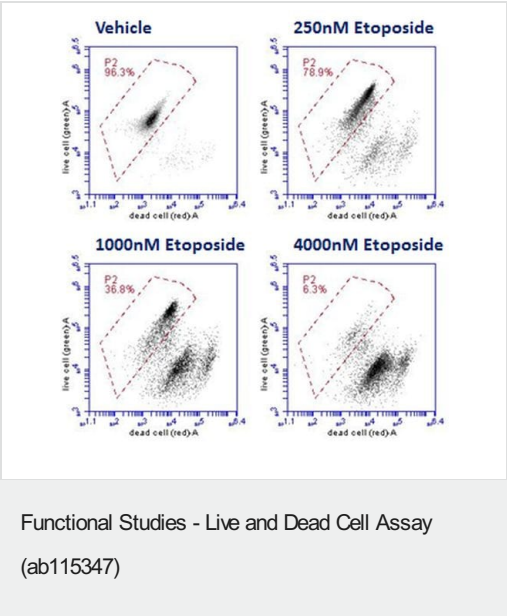 Vehicle
250nM Etoposide
P2
96.3%
P2
78.9%
live cell (green)-A
live cell (green)-A
dead cell (red)-A
dead cell (red)-A
1000nM Etoposide
4000nM Etoposide
P2
36.8%
P2
6.3%
live cell (green)-A
live cell (green)-A
dead cell (red)-A
dead cell (red)-A
Functional Studies - Live and Dead Cell Assay
(ab115347)